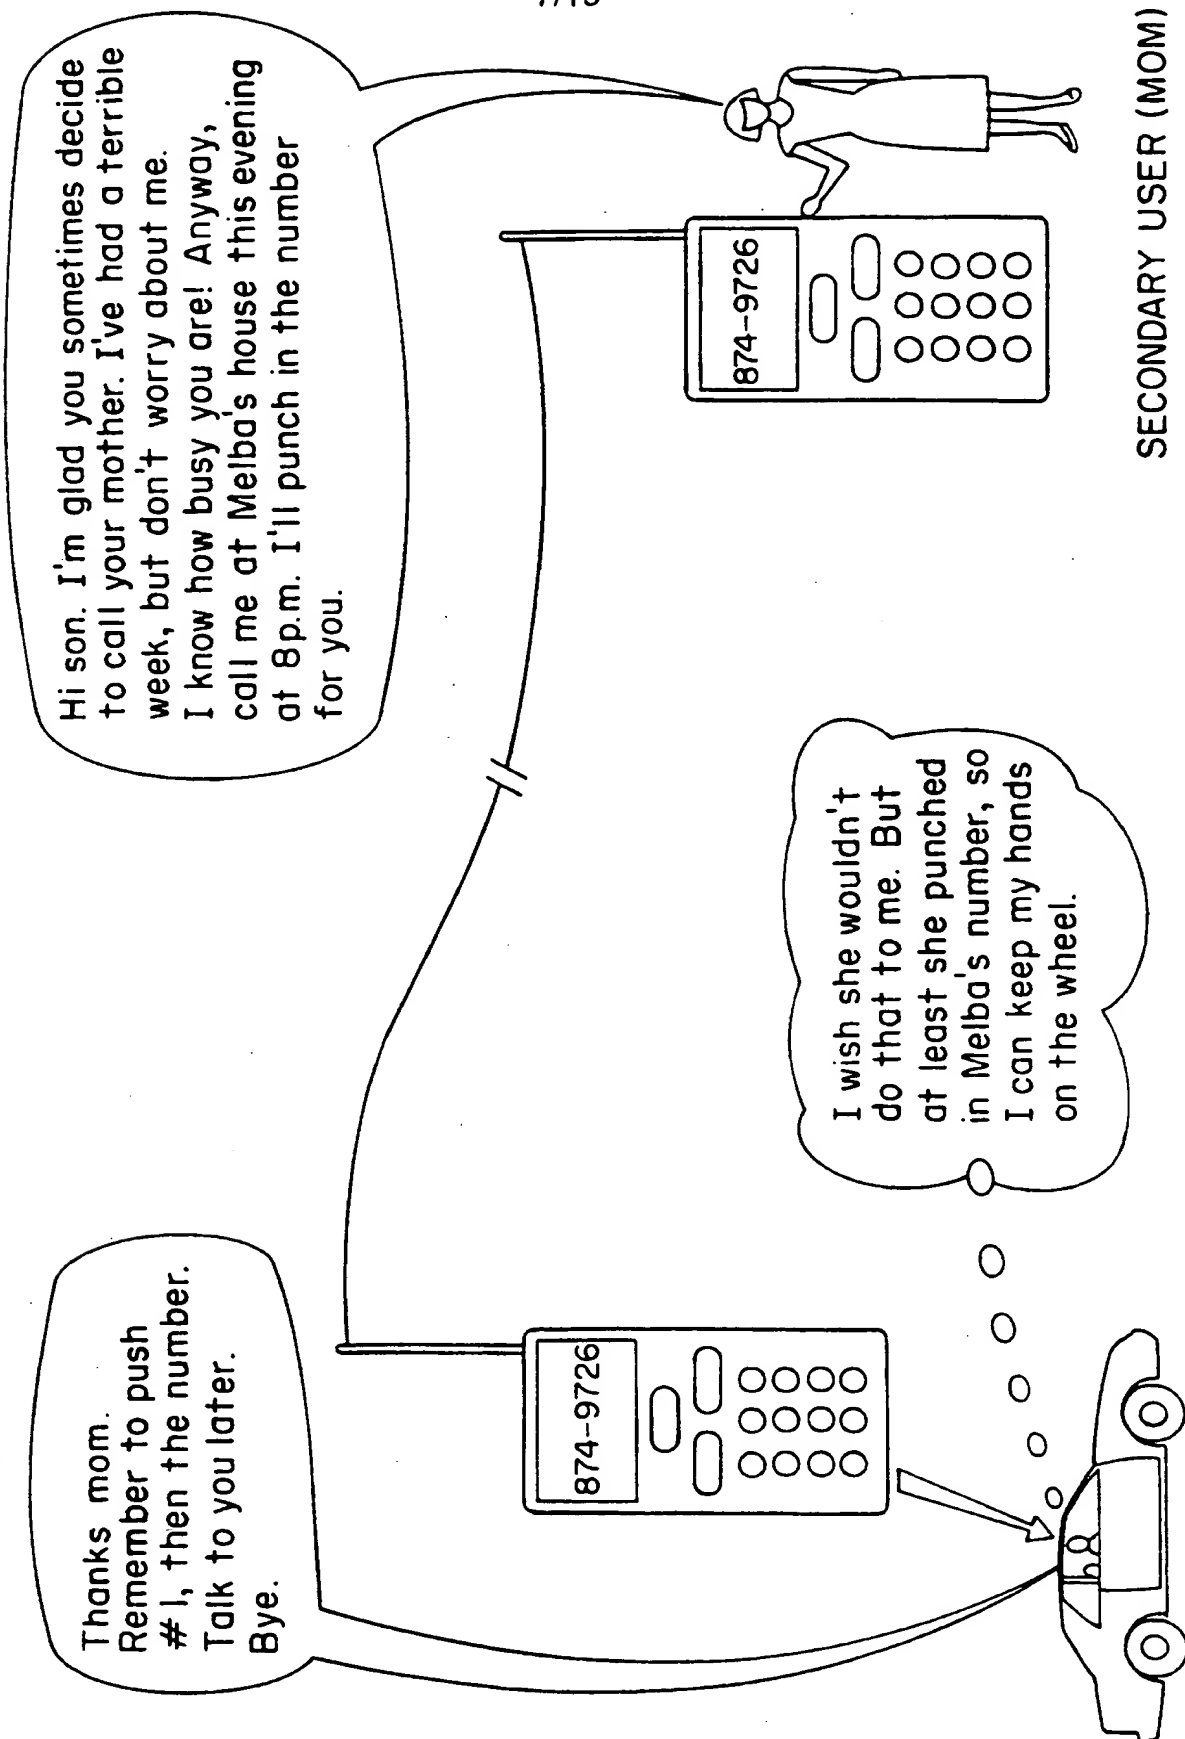 Thanks mom.
Remember to push
#1, then the number.
Talk to you later.
Bye.
Hi son. I'm glad you sometimes decide
to call your mother. I've had a terrible
week, but don't worry about me.
I know how busy you are! Anyway,
call me at Melba's house this evening
at 8p.m. I'll punch in the number
for you.
874-9726
874-9726
I wish she wouldn't
do that to me. But
at least she punched
in Melba's number, so
I can keep my hands
on the wheel.
SECONDARY USER (MOM)